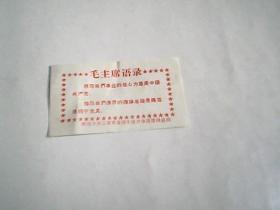 毛主席语录
领导我们事业的核心力量是中国
共产党。
指导我们思想的理论基础是马克
思列宁主义。